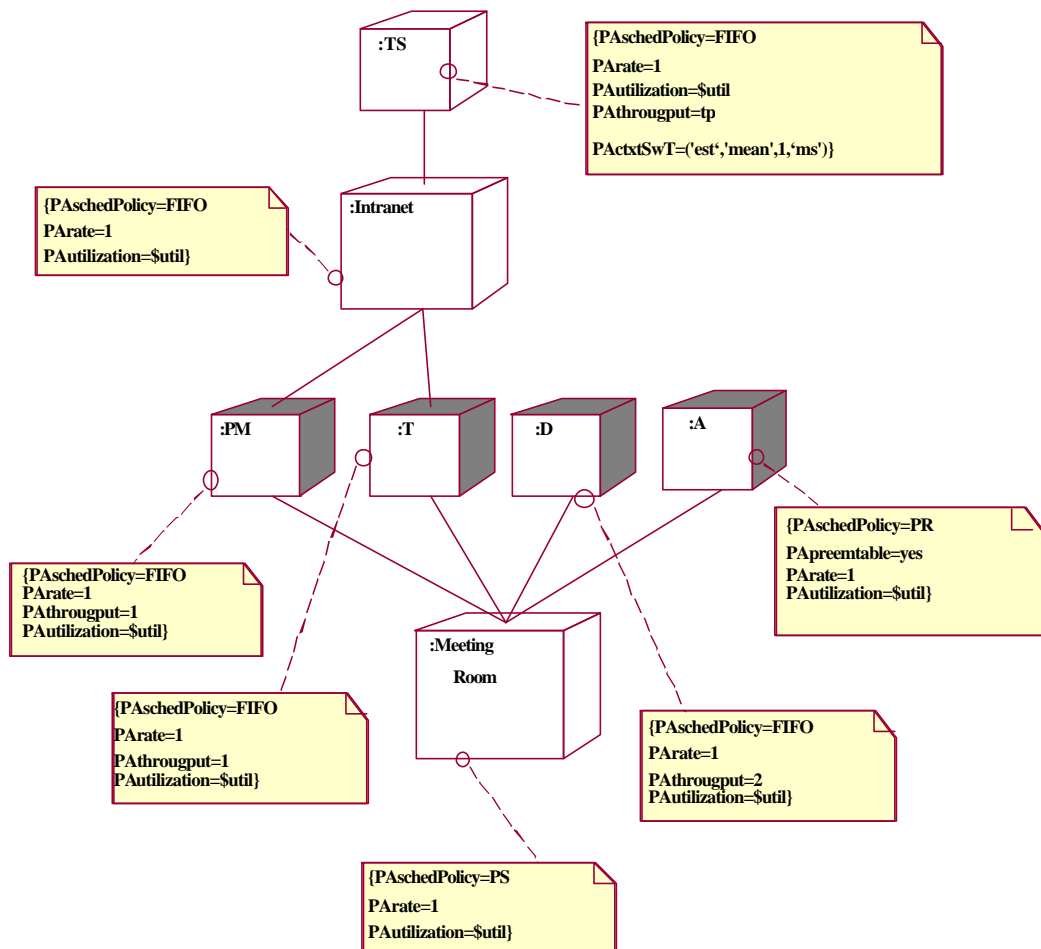 :TS
{PAschedPolicy=FIFO
PArate=1
PAutilization=$util
PAthrougput=tp
PActxtSwT=('est‘,'mean',1,‘ms')}
{PAschedPolicy=FIFO
PArate=1
PAutilization=$util}
:Intranet
:PM
:T
:D
:A
{PAschedPolicy=PR
PApreemtable=yes
PArate=1
PAutilization=$util}
{PAschedPolicy=FIFO
PArate=1
PAthrougput=1
PAutilization=$util}
:Meeting
Room
{PAschedPolicy=FIFO
PArate=1
PAthrougput=1
PAutilization=$util}
{PAschedPolicy=FIFO
PArate=1
PAthrougput=2
PAutilization=$util}
{PAschedPolicy=PS
PArate=1
PAutilization=$util}